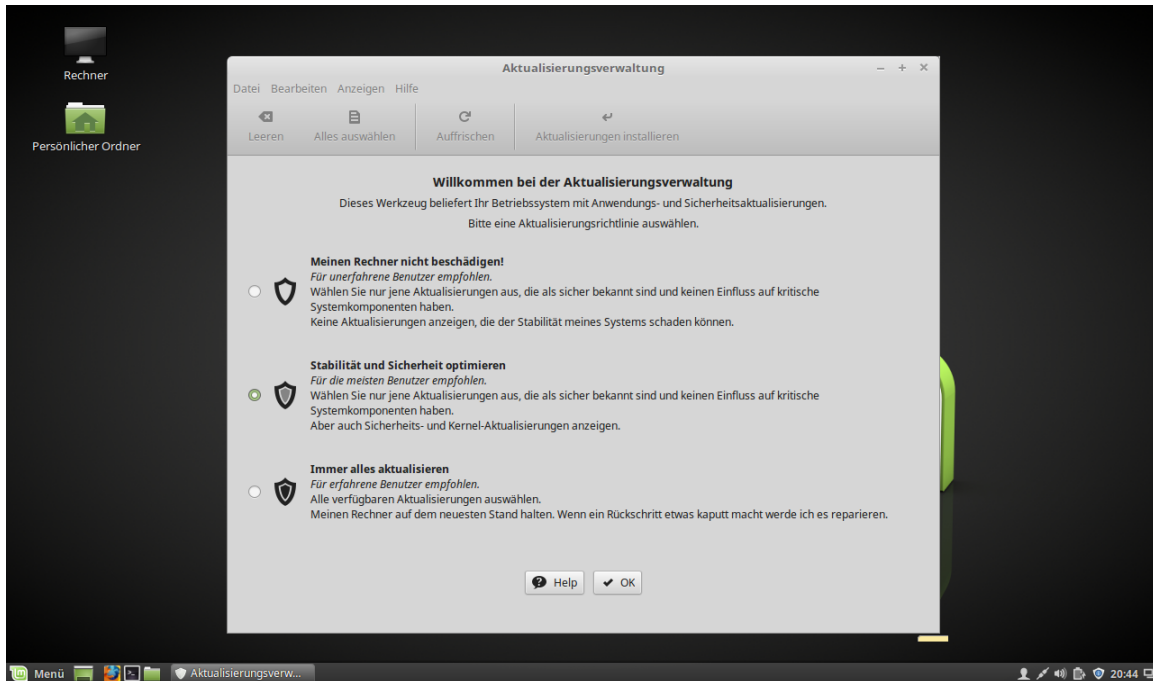 Rechner
Persönlicher Ordner
Aktualisierungsverwaltung
Datei Bearbeiten Anzeigen Hilfe
Leeren Alles auswählen Auffrischen Aktualisierungen installieren
Willkommen bei der Aktualisierungsverwaltung
Dieses Werkzeug beliefert Ihr Betriebssystem mit Anwendungs- und Sicherheitsaktualisierungen.
Bitte eine Aktualisierungsrichtlinie auswählen.
Meinen Rechner nicht beschädigen!
Für unerfahrene Benutzer empfohlen.
Wählen Sie nur jene Aktualisierungen aus, die als sicher bekannt sind und keinen Einfluss auf kritische
Systemkomponenten haben.
Keine Aktualisierungen anzeigen, die der Stabilität meines Systems schaden können.
Stabilität und Sicherheit optimieren
Für die meisten Benutzer empfohlen.
Wählen Sie nur jene Aktualisierungen aus, die als sicher bekannt sind und keinen Einfluss auf kritische
Systemkomponenten haben.
Aber auch Sicherheits- und Kernel-Aktualisierungen anzeigen.
Immer alles aktualisieren
Für erfahrene Benutzer empfohlen.
Alle verfügbaren Aktualisierungen auswählen.
Meinen Rechner auf dem neuesten Stand halten. Wenn ein Rückschritt etwas kaputt macht werde ich es reparieren.
Help OK
Menü Aktualisierungsverw... 20:44